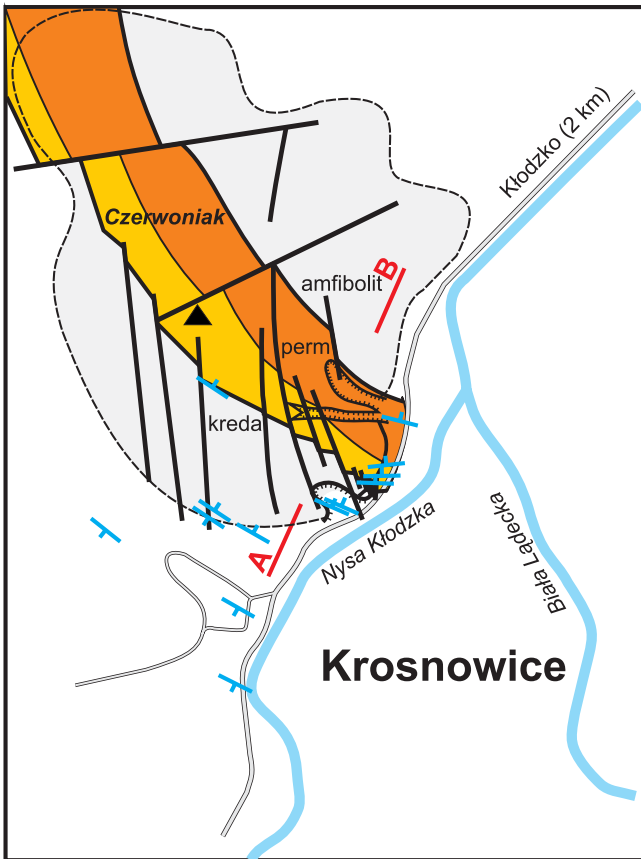 Kłodzko (2 km)
Czerwoniak
B
amfibolit
perm
kreda
A
Nysa Kłodzka
Biała Lądecka
Krosnowice